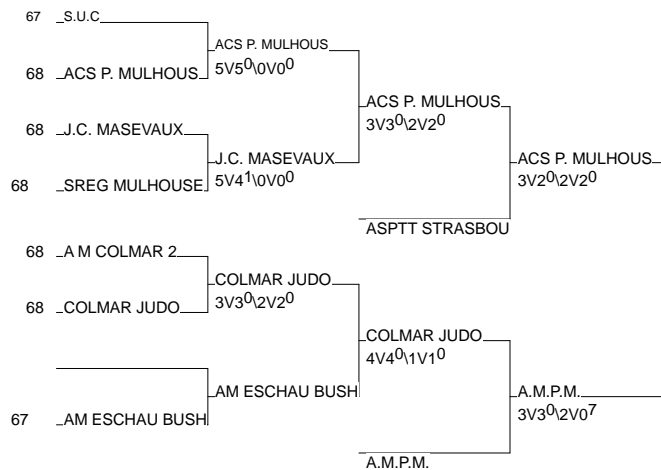 67 S.U.C
ACS P. MULHOUS
5V5⁰\0V0⁰
68 ACS P. MULHOUS
ACS P. MULHOUS
3V3⁰\2V2⁰
68 J.C. MASEVAUX
J.C. MASEVAUX
5V4¹\0V0⁰
ACS P. MULHOUS
3V2⁰\2V2⁰
68 SREG MULHOUSE
ASPTT STRASBOU
68 A M COLMAR 2
COLMAR JUDO
3V3⁰\2V2⁰
68 COLMAR JUDO
COLMAR JUDO
4V4⁰\1V1⁰
AM ESCHAU BUSH
A.M.P.M.
3V3⁰\2V0⁷
67 AM ESCHAU BUSH
A.M.P.M.